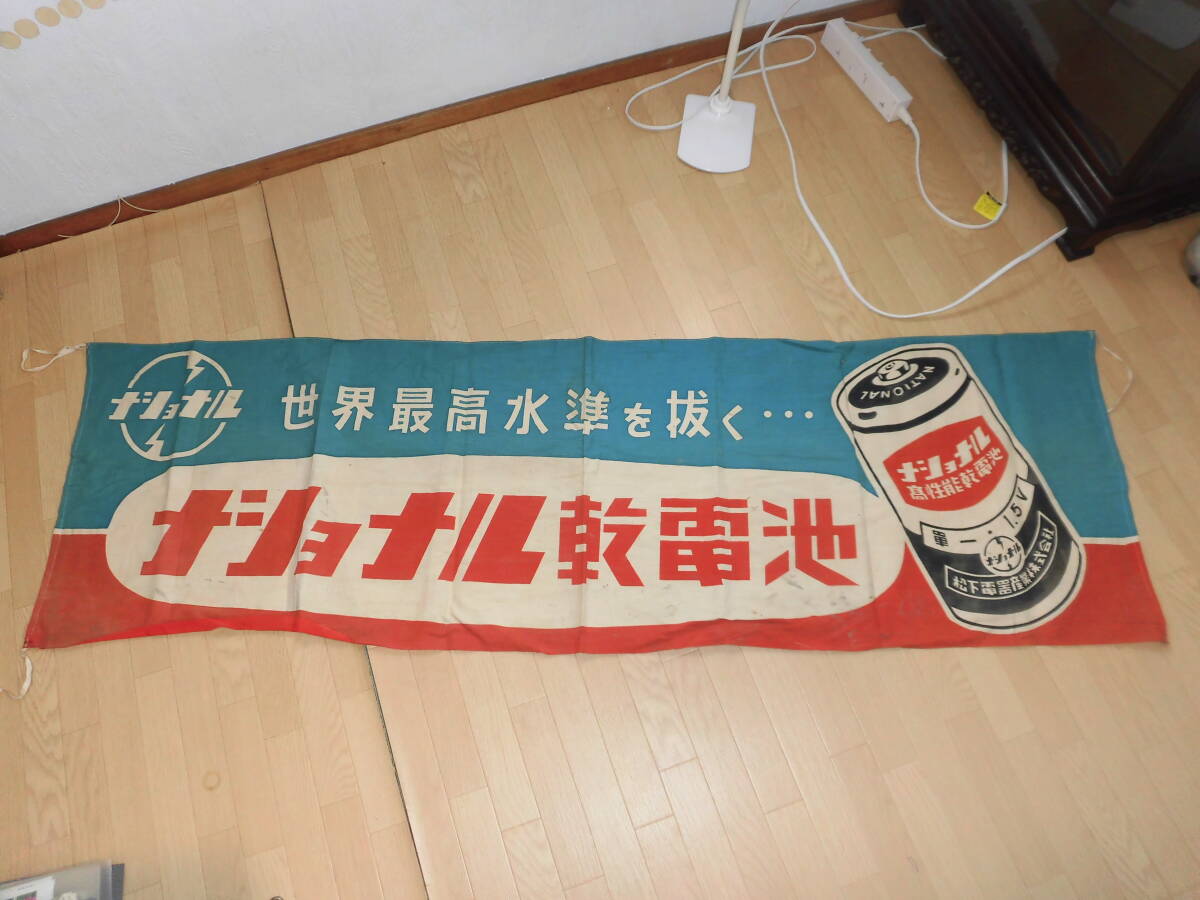 ナショナル
世界最高水準を抜く…
ナショナル乾電池
NATIONAL
ナショナル
高性能乾電池
單一・1.5V
ナショナル
松下電器産業株式会社